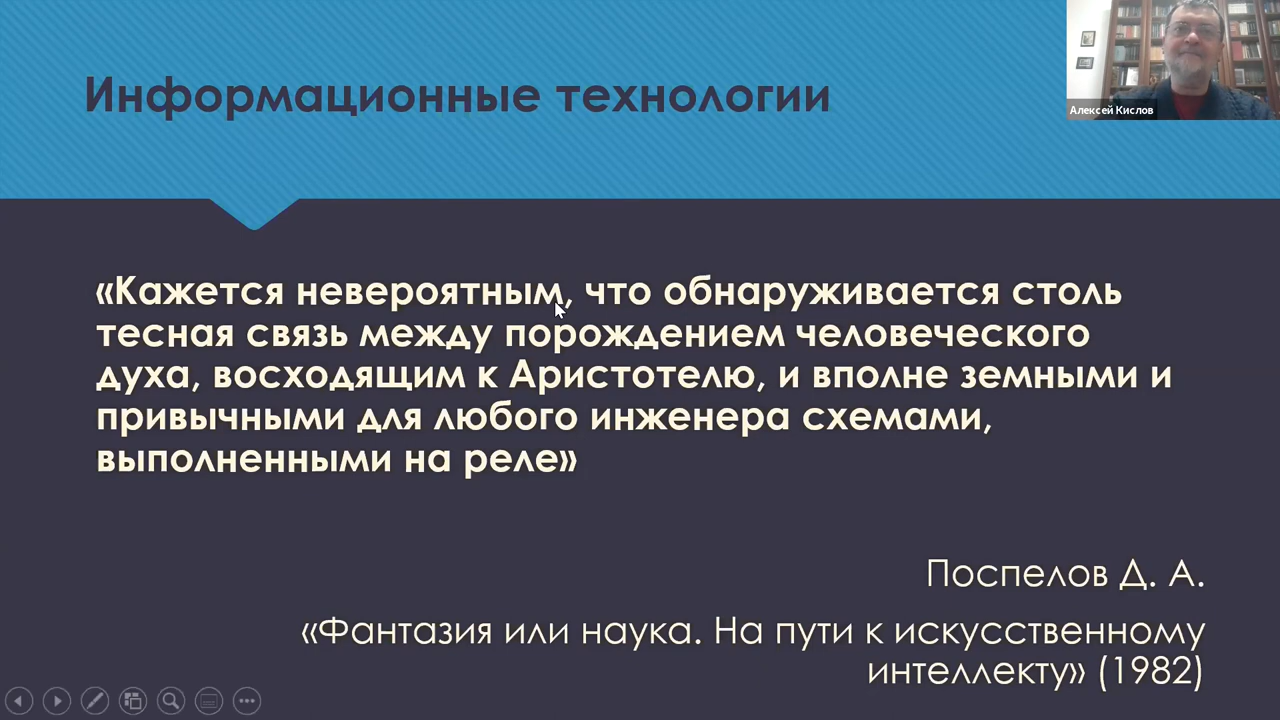 Информационные технологии
Алексей Кислов
«Кажется невероятным, что обнаруживается столь
тесная связь между порождением человеческого
духа, восходящим к Аристотелю, и вполне земными и
привычными для любого инженера схемами,
выполненными на реле»
Поспелов Д. А.
«Фантазия или наука. На пути к искусственному
интеллекту» (1982)